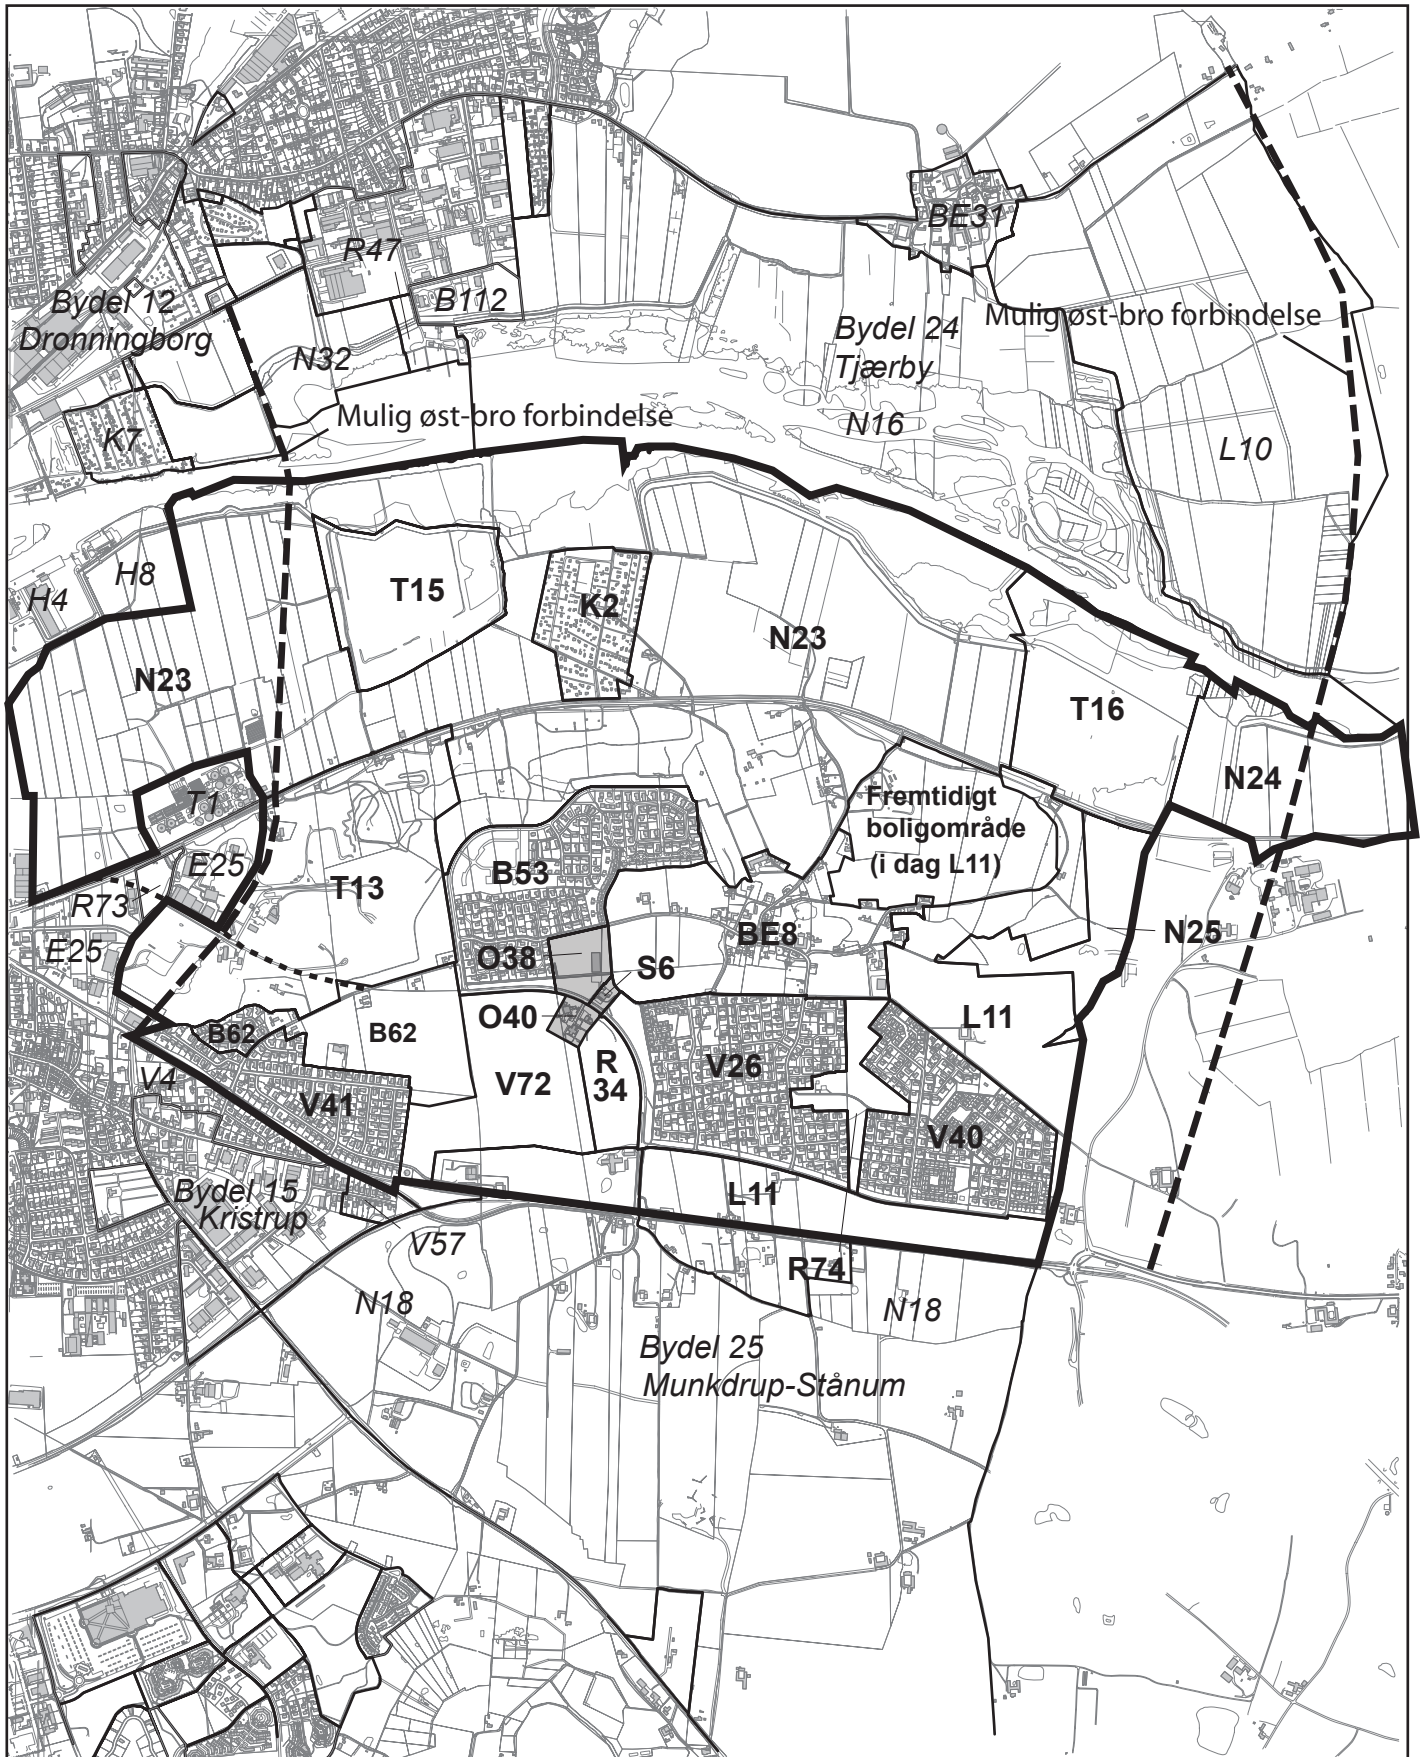 BE31
R47
Bydel 12
Dronningborg
B112
Bydel 24
Tjærby
Mulig øst-bro forbindelse
N32
Mulig øst-bro forbindelse
N16
K7
L10
H8
H4
T15
K2
N23
N23
T16
N24
T1
Fremtidigt
boligområde
(i dag L11)
E25
T13
B53
R73
E25
O38
BE8
N25
S6
O40
L11
B62
B62
R
34
V26
V72
V4
V41
V40
Bydel 15
Kristrup
L11
V57
R74
N18
N18
Bydel 25
Munkdrup-Stånum